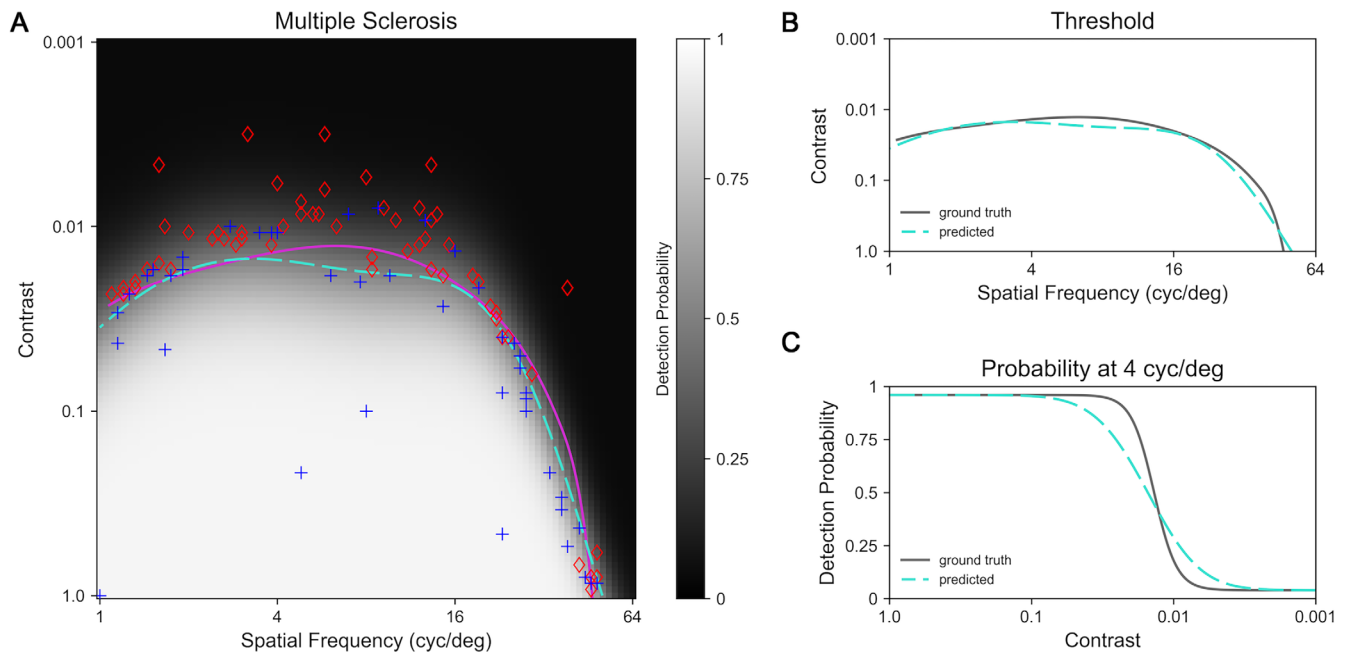 A
Multiple Sclerosis
0.001
0.01
0.1
1.0
Contrast
1
4
16
64
Spatial Frequency (cyc/deg)
1
0.75
0.5
0.25
0
Detection Probability
B
Threshold
0.001
0.01
0.1
1.0
Contrast
ground truth
predicted
1
4
16
64
Spatial Frequency (cyc/deg)
C
Probability at 4 cyc/deg
1
0.75
0.5
0.25
0
Detection Probability
ground truth
predicted
1.0
0.1
0.01
0.001
Contrast